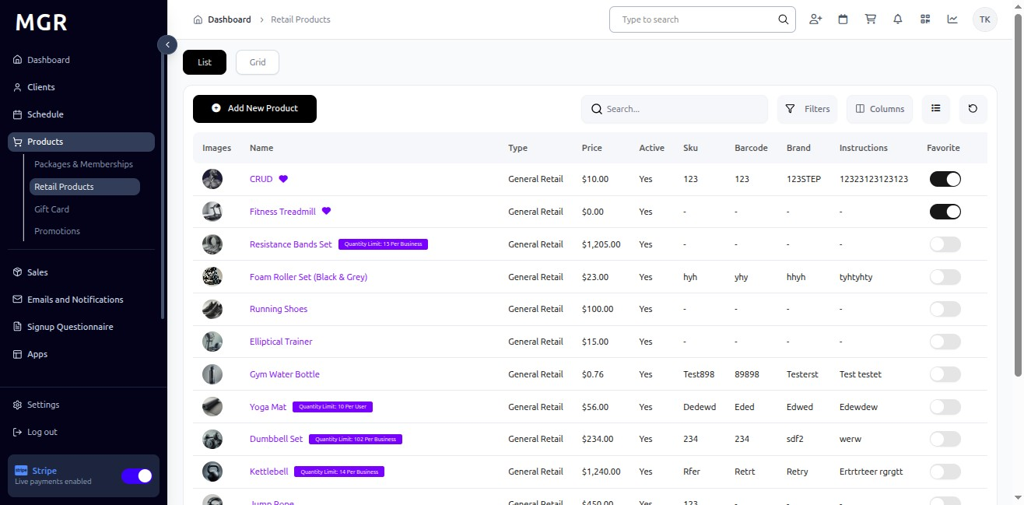 MGR
Dashboard > Retail Products
Type to search
TK
Dashboard
Clients
Schedule
Products
Packages & Memberships
Retail Products
Gift Card
Promotions
Sales
Emails and Notifications
Signup Questionnaire
Apps
Settings
Log out
Stripe
Live payments enabled
List Grid
Add New Product Search... Filters Columns
Images Name Type Price Active Sku Barcode Brand Instructions Favorite
CRUD General Retail $10.00 Yes 123 123 123STEP 12323123123123
Fitness Treadmill General Retail $0.00 Yes - - - -
Resistance Bands Set Quantity Limit: 13 Per Business General Retail $1,205.00 Yes - - - -
Foam Roller Set (Black & Grey) General Retail $23.00 Yes hyh yhy hhyh tyhtyhty
Running Shoes General Retail $100.00 Yes - - - -
Elliptical Trainer General Retail $15.00 Yes - - - -
Gym Water Bottle General Retail $0.76 Yes Test898 89898 Testerst Test testet
Yoga Mat Quantity Limit: 10 Per User General Retail $56.00 Yes Dedewd Eded Edwed Edewdew
Dumbbell Set Quantity Limit: 102 Per Business General Retail $234.00 Yes 234 234 sdf2 werw
Kettlebell Quantity Limit: 14 Per Business General Retail $1,240.00 Yes Rfer Retrt Retry Ertrtrteer rgrgtt
Jump Rope General Retail $450.00 Yes 123 - - -